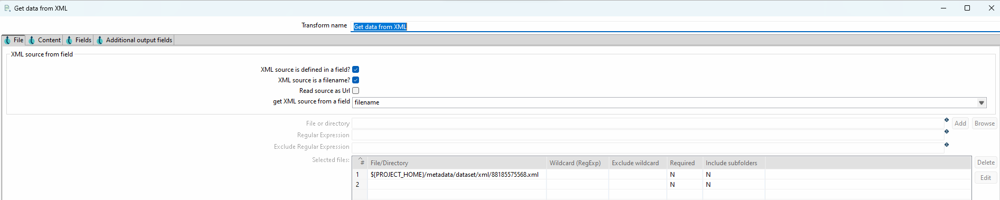 Get data from XML
Transform name Get data from XML
File Content Fields Additional output fields
XML source from field
XML source is defined in a field?
XML source is a filename?
Read source as Url
get XML source from a field filename
File or directory Add Browse
Regular Expression
Exclude Regular Expression
Selected files: # File/Directory Wildcard (RegExp) Exclude wildcard Required Include subfolders Delete
1 ${PROJECT_HOME}/metadata/dataset/xml/88185575568.xml N N Edit
2 N N